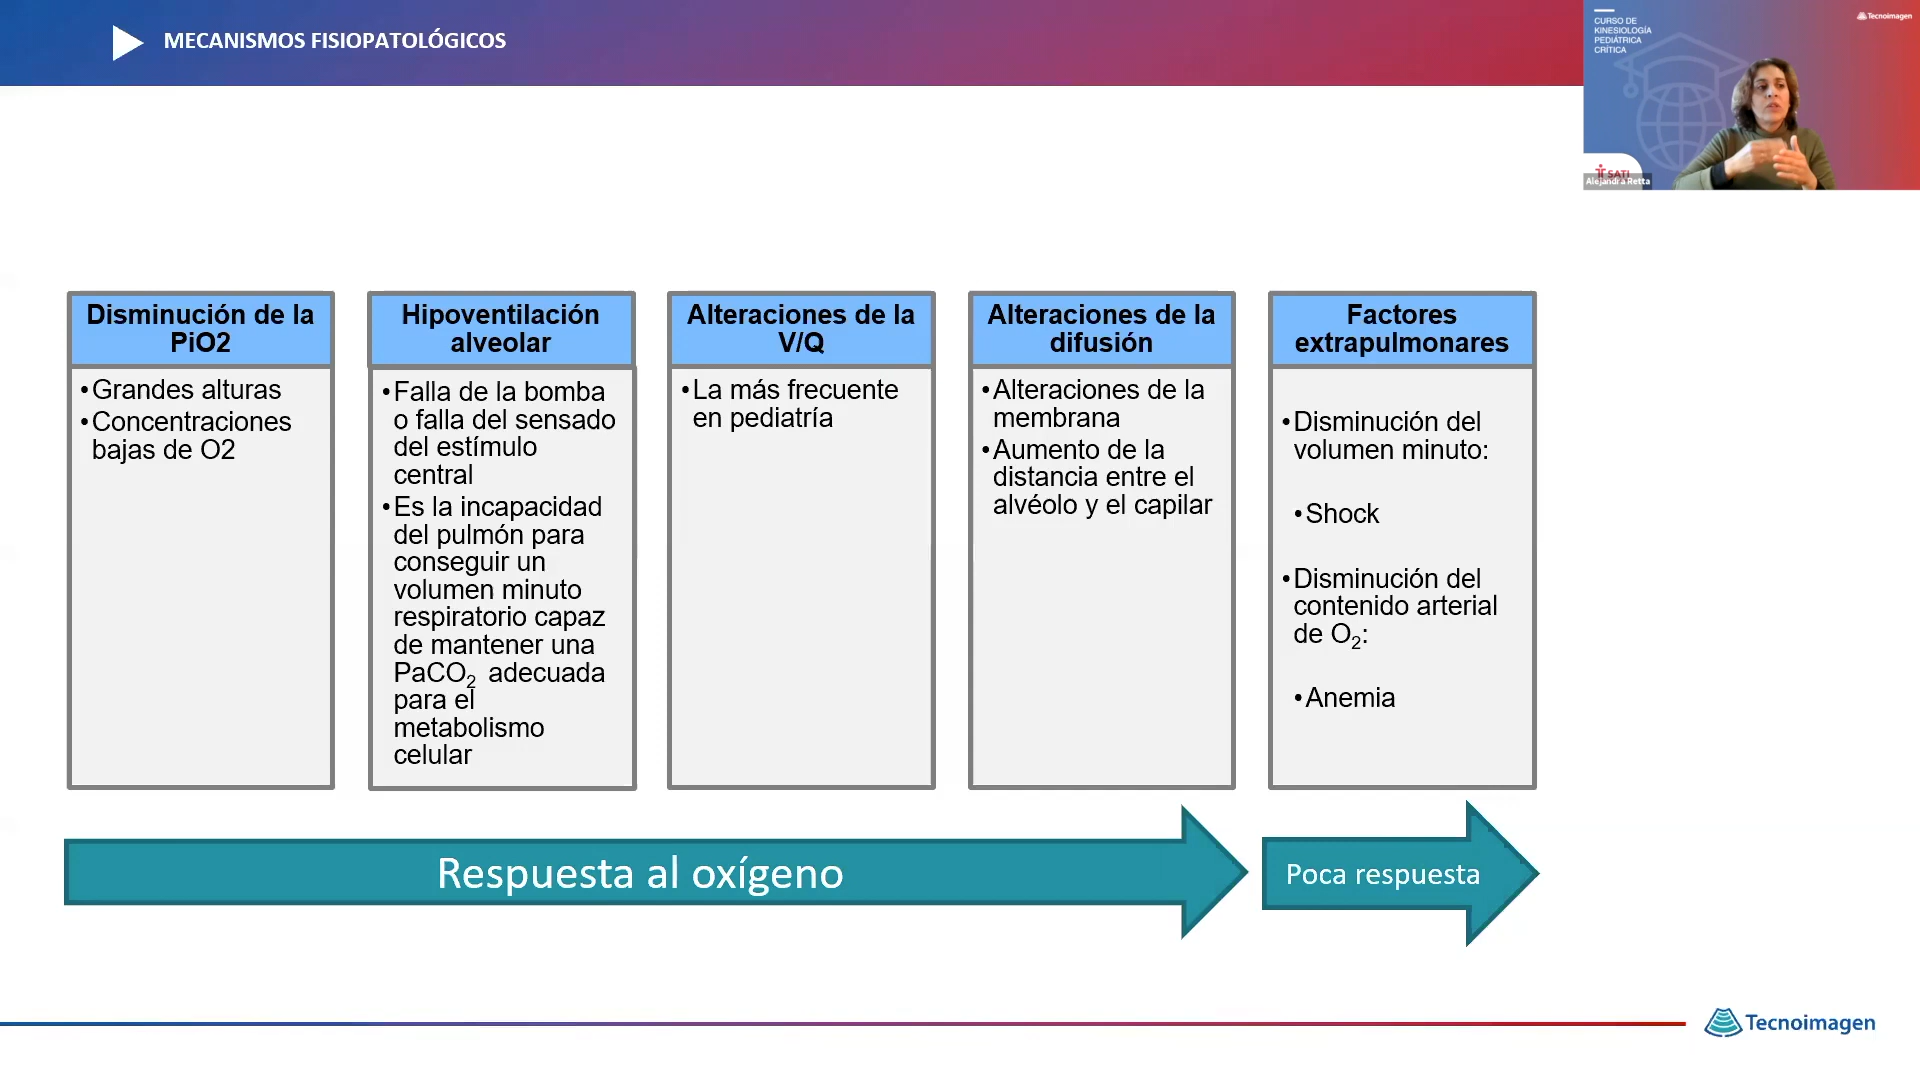 MECANISMOS FISIOPATOLÓGICOS
CURSO DE
KINESIOLOGÍA
PEDIÁTRICA
CRÍTICA
Tecnoimagen
SATI
Alejandra Retta
Disminución de la
PiO2
•Grandes alturas
•Concentraciones
bajas de O2
Hipoventilación
alveolar
•Falla de la bomba
o falla del sensado
del estímulo
central
•Es la incapacidad
del pulmón para
conseguir un
volumen minuto
respiratorio capaz
de mantener una
PaCO₂ adecuada
para el
metabolismo
celular
Alteraciones de la
V/Q
•La más frecuente
en pediatría
Alteraciones de la
difusión
•Alteraciones de la
membrana
•Aumento de la
distancia entre el
alvéolo y el capilar
Factores
extrapulmonares
•Disminución del
volumen minuto:
•Shock
•Disminución del
contenido arterial
de O₂:
•Anemia
Respuesta al oxígeno
Poca respuesta
Tecnoimagen